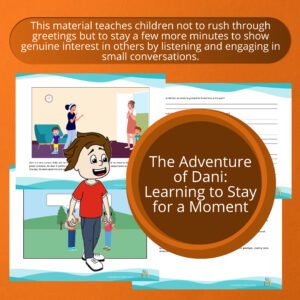 This material teaches children not to rush through
greetings but to stay a few more minutes to show
genuine interest in others by listening and engaging in
small conversations.
The Adventure
of Dani:
Learning to Stay
for a Moment